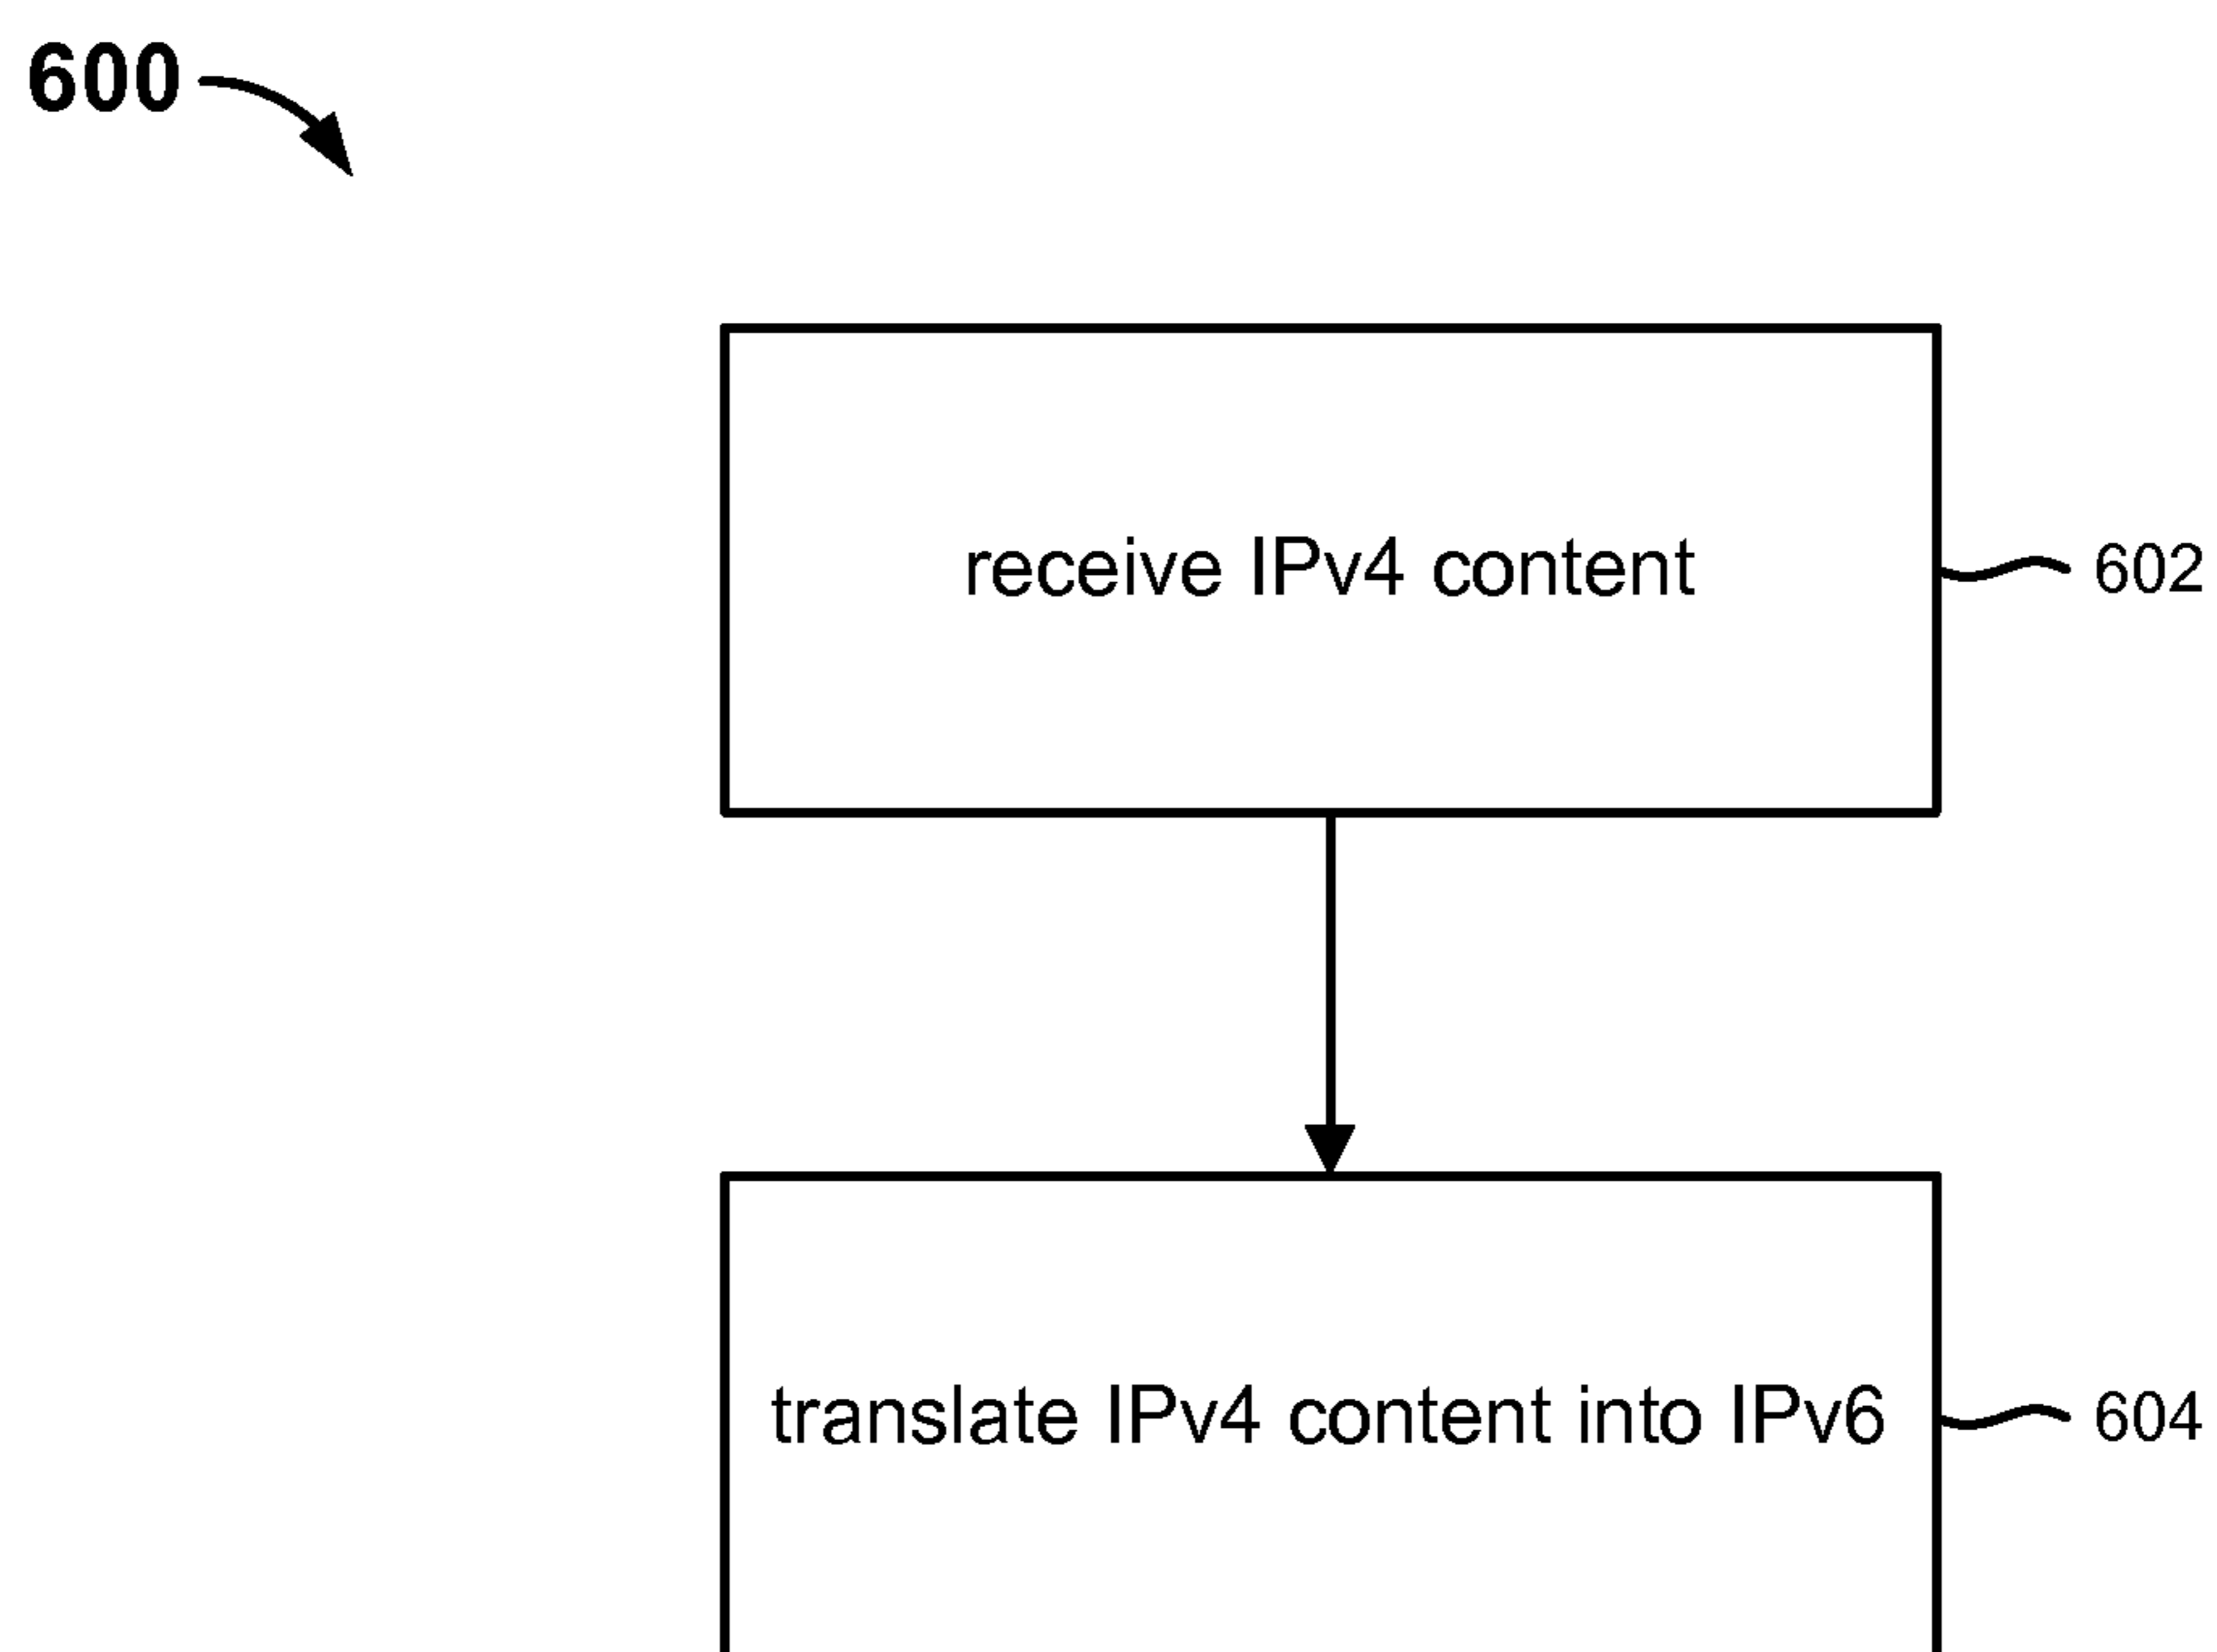 600
receive IPv4 content
602
translate IPv4 content into IPv6
604